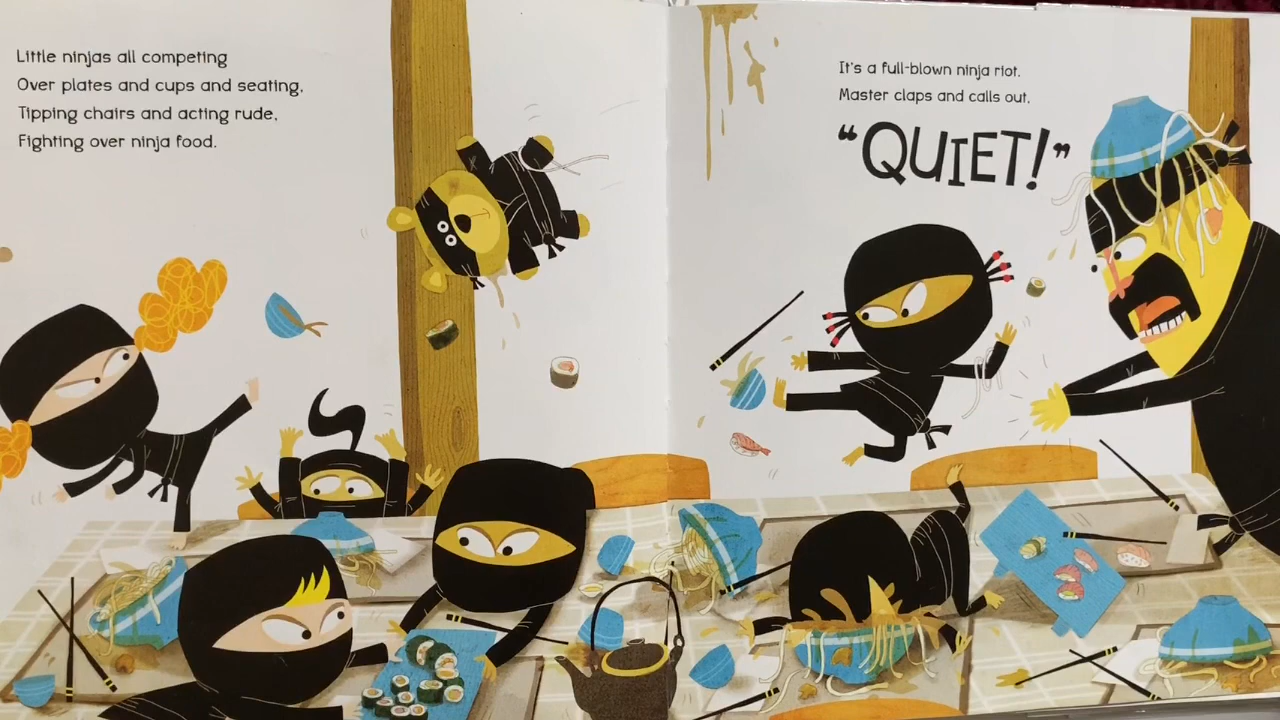 Little ninjas all competing
Over plates and cups and seating,
Tipping chairs and acting rude,
Fighting over ninja food.
It's a full-blown ninja riot.
Master claps and calls out,
“QUIET!”